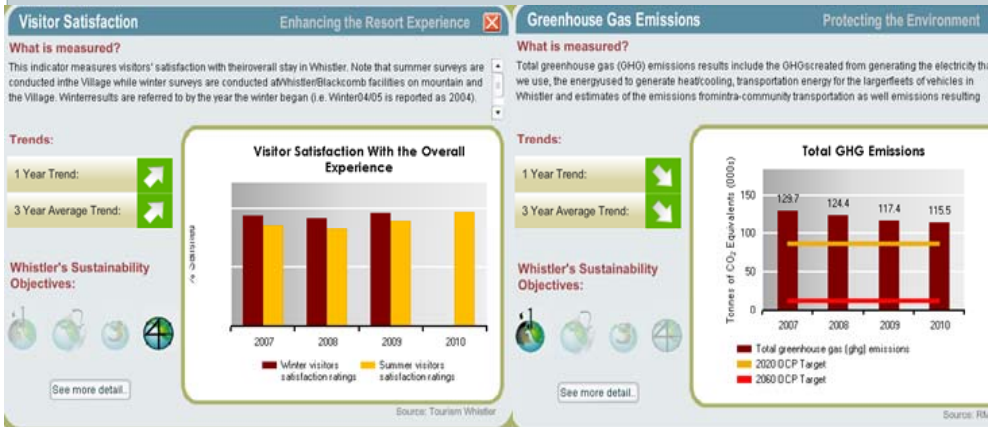 Visitor Satisfaction
Enhancing the Resort Experience
What is measured?
This indicator measures visitors' satisfaction with theiroverall stay in Whistler. Note that summer surveys are
conducted inthe Village while winter surveys are conducted atWhistler/Blackcomb facilities on mountain and
the Village. Winterresults are referred to by the year the winter began (i.e. Winter04/05 is reported as 2004).
Trends:
1 Year Trend:
3 Year Average Trend:
Whistler's Sustainability
Objectives:
1 2 3 4
See more detail..
Visitor Satisfaction With the Overall
Experience
2007 2008 2009 2010
Winter visitors
satisfaction ratings
Summer visitors
satisfaction ratings
Source: Tourism Whistler
Greenhouse Gas Emissions
Protecting the Environment
What is measured?
Total greenhouse gas (GHG) emissions results include the GHGscreated from generating the electricity tha
we use, the energyused to generate heat/cooling, transportation energy for the largerfleets of vehicles in
Whistler and estimates of the emissions fromintra-community transportation as well emissions resulting
Trends:
1 Year Trend:
3 Year Average Trend:
Whistler's Sustainability
Objectives:
1 2 3 4
See more detail..
Total GHG Emissions
Tonnes of CO₂ Equivalents (000s)
150
100
50
0
129.7 124.4 117.4 115.5
2007 2008 2009 2010
Total greenhouse gas (ghg) emissions
2020 OCP Target
2060 OCP Target
Source: RM